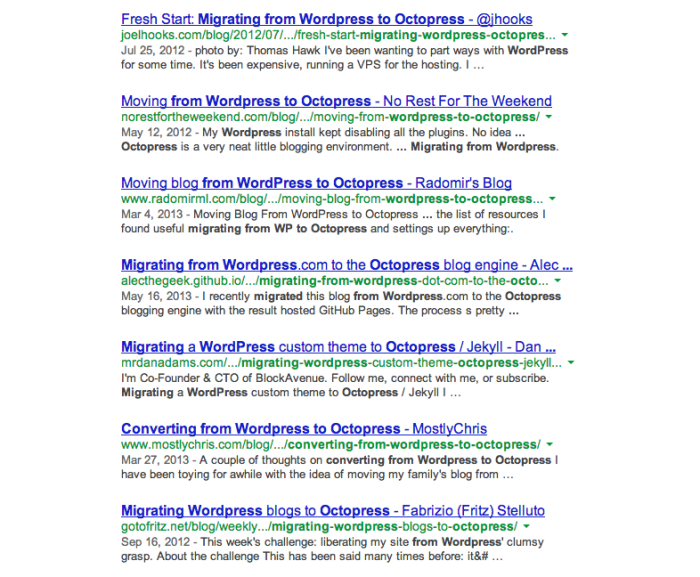 Fresh Start: Migrating from Wordpress to Octopress - @jhooks
joelhooks.com/blog/2012/07/.../fresh-start-migrating-wordpress-octopres...
Jul 25, 2012 - photo by: Thomas Hawk I've been wanting to part ways with WordPress
for some time. It's been expensive, running a VPS for the hosting. I ...
Moving from Wordpress to Octopress - No Rest For The Weekend
norestfortheweekend.com/blog/.../moving-from-wordpress-to-octopress/
May 12, 2012 - My Wordpress install kept disabling all the plugins. No idea ...
Octopress is a very neat little blogging environment. ... Migrating from Wordpress.
Moving blog from WordPress to Octopress - Radomir's Blog
www.radomirml.com/blog/.../moving-blog-from-wordpress-to-octopress...
Mar 4, 2013 - Moving Blog From WordPress to Octopress ... the list of resources I
found useful migrating from WP to Octopress and settings up everything:.
Migrating from Wordpress.com to the Octopress blog engine - Alec ...
alecthegeek.github.io/.../migrating-from-wordpress-dot-com-to-the-octo...
May 16, 2013 - I recently migrated this blog from Wordpress.com to the Octopress
blogging engine with the result hosted GitHub Pages. The process s pretty ...
Migrating a WordPress custom theme to Octopress / Jekyll - Dan ...
mrdanadams.com/.../migrating-wordpress-custom-theme-octopress-jekyll...
I'm Co-Founder & CTO of BlockAvenue. Follow me, connect with me, or subscribe.
Migrating a WordPress custom theme to Octopress / Jekyll I ...
Converting from Wordpress to Octopress - MostlyChris
www.mostlychris.com/blog/.../converting-from-wordpress-to-octopress/
Mar 27, 2013 - A couple of thoughts on converting from Wordpress to Octopress I
have been toying for awhile with the idea of moving my family's blog from ...
Migrating Wordpress blogs to Octopress - Fabrizio (Fritz) Stelluto
gotofritz.net/blog/weekly.../migrating-wordpress-blogs-to-octopress/
Sep 16, 2012 - This week's challenge: liberating my site from Wordpress' clumsy
grasp. About the challenge This has been said many times before: it&# ...